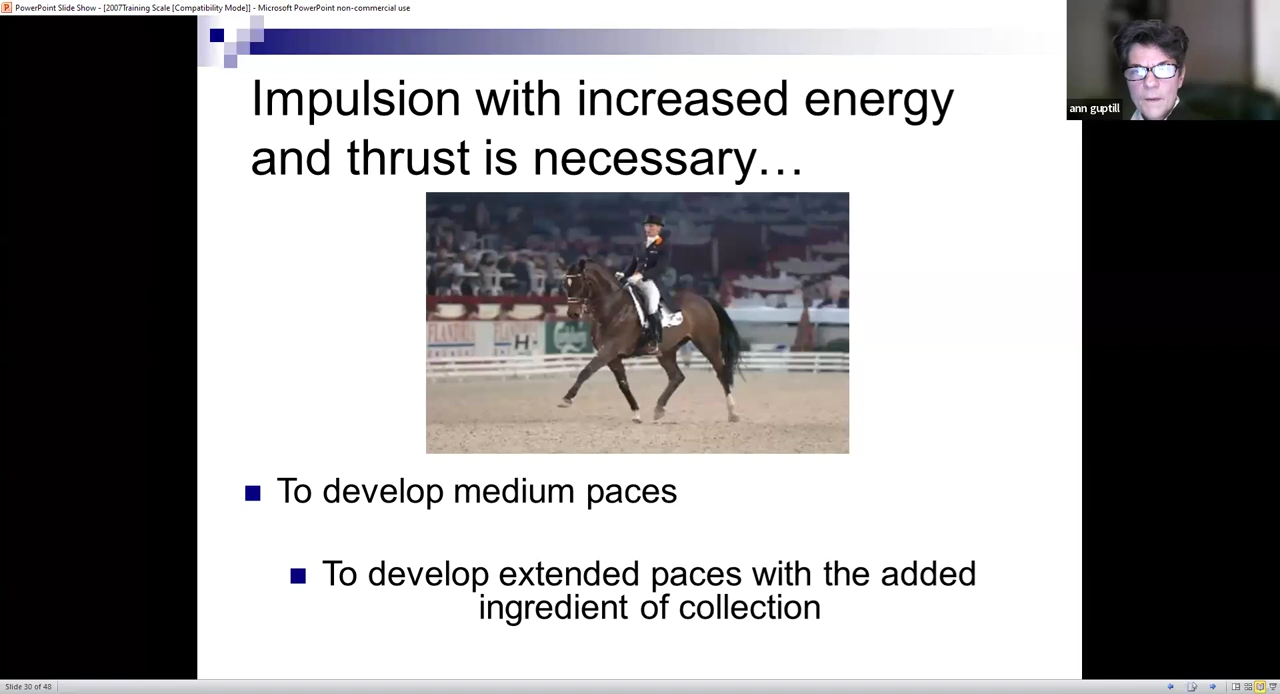 PowerPoint Slide Show - [2007Training Scale [Compatibility Mode]] - Microsoft PowerPoint non-commercial use
ann guptill
Impulsion with increased energy
and thrust is necessary…
FLANDRIA
FLANDRIA
H
To develop medium paces
To develop extended paces with the added
ingredient of collection
Slide 30 of 48